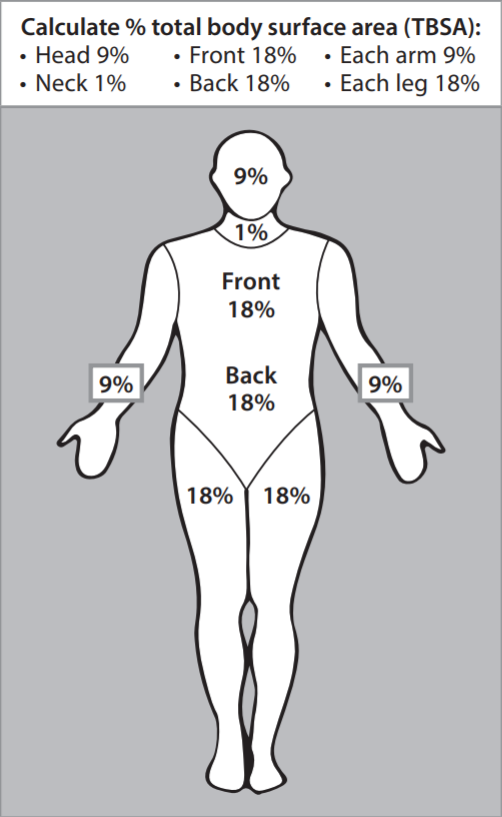 Calculate % total body surface area (TBSA):
• Head 9% • Front 18% • Each arm 9%
• Neck 1% • Back 18% • Each leg 18%
9%
1%
Front
18%
Back
18%
9%
9%
18%
18%